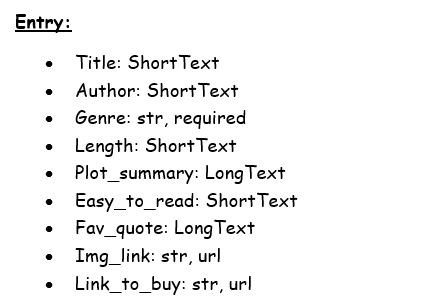 Entry:
• Title: ShortText
• Author: ShortText
• Genre: str, required
• Length: ShortText
• Plot_summary: LongText
• Easy_to_read: ShortText
• Fav_quote: LongText
• Img_link: str, url
• Link_to_buy: str, url